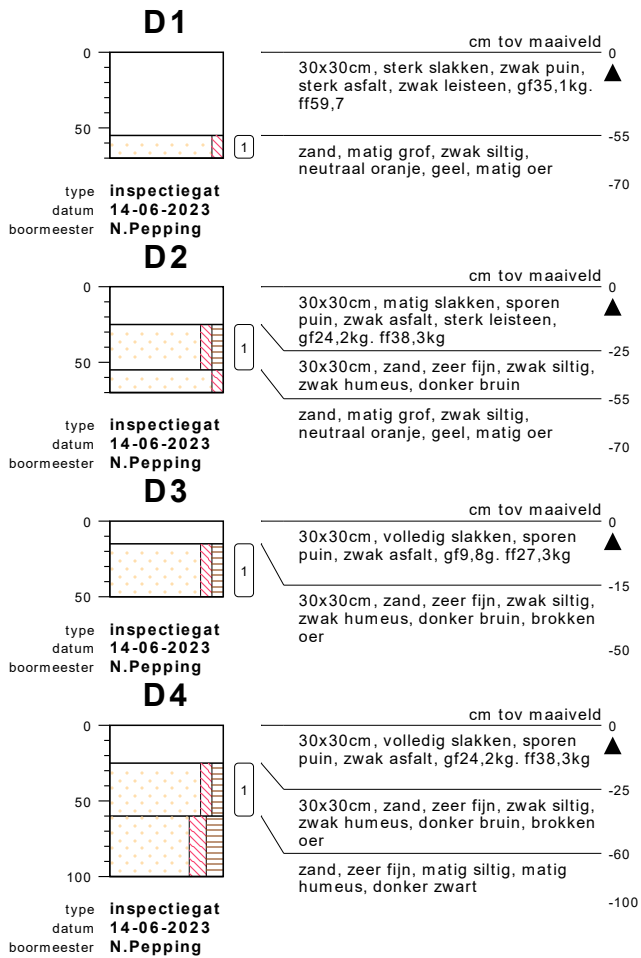 D1
cm tov maaiveld
0
0
30x30cm, sterk slakken, zwak puin,
sterk asfalt, zwak leisteen, gf35,1kg.
ff59,7
50
1
-55
zand, matig grof, zwak siltig,
neutraal oranje, geel, matig oer
-70
type inspectiegat
datum 14-06-2023
boormeester N.Pepping
D2
cm tov maaiveld
0
0
30x30cm, matig slakken, sporen
puin, zwak asfalt, sterk leisteen,
gf24,2kg. ff38,3kg
1
-25
50
30x30cm, zand, zeer fijn, zwak siltig,
zwak humeus, donker bruin
-55
zand, matig grof, zwak siltig,
neutraal oranje, geel, matig oer
-70
type inspectiegat
datum 14-06-2023
boormeester N.Pepping
D3
cm tov maaiveld
0
0
30x30cm, volledig slakken, sporen
puin, zwak asfalt, gf9,8g. ff27,3kg
1
-15
50
30x30cm, zand, zeer fijn, zwak siltig,
zwak humeus, donker bruin, brokken
oer
-50
type inspectiegat
datum 14-06-2023
boormeester N.Pepping
D4
cm tov maaiveld
0
0
30x30cm, volledig slakken, sporen
puin, zwak asfalt, gf24,2kg. ff38,3kg
1
-25
50
30x30cm, zand, zeer fijn, zwak siltig,
zwak humeus, donker bruin, brokken
oer
-60
zand, zeer fijn, matig siltig, matig
humeus, donker zwart
100
-100
type inspectiegat
datum 14-06-2023
boormeester N.Pepping